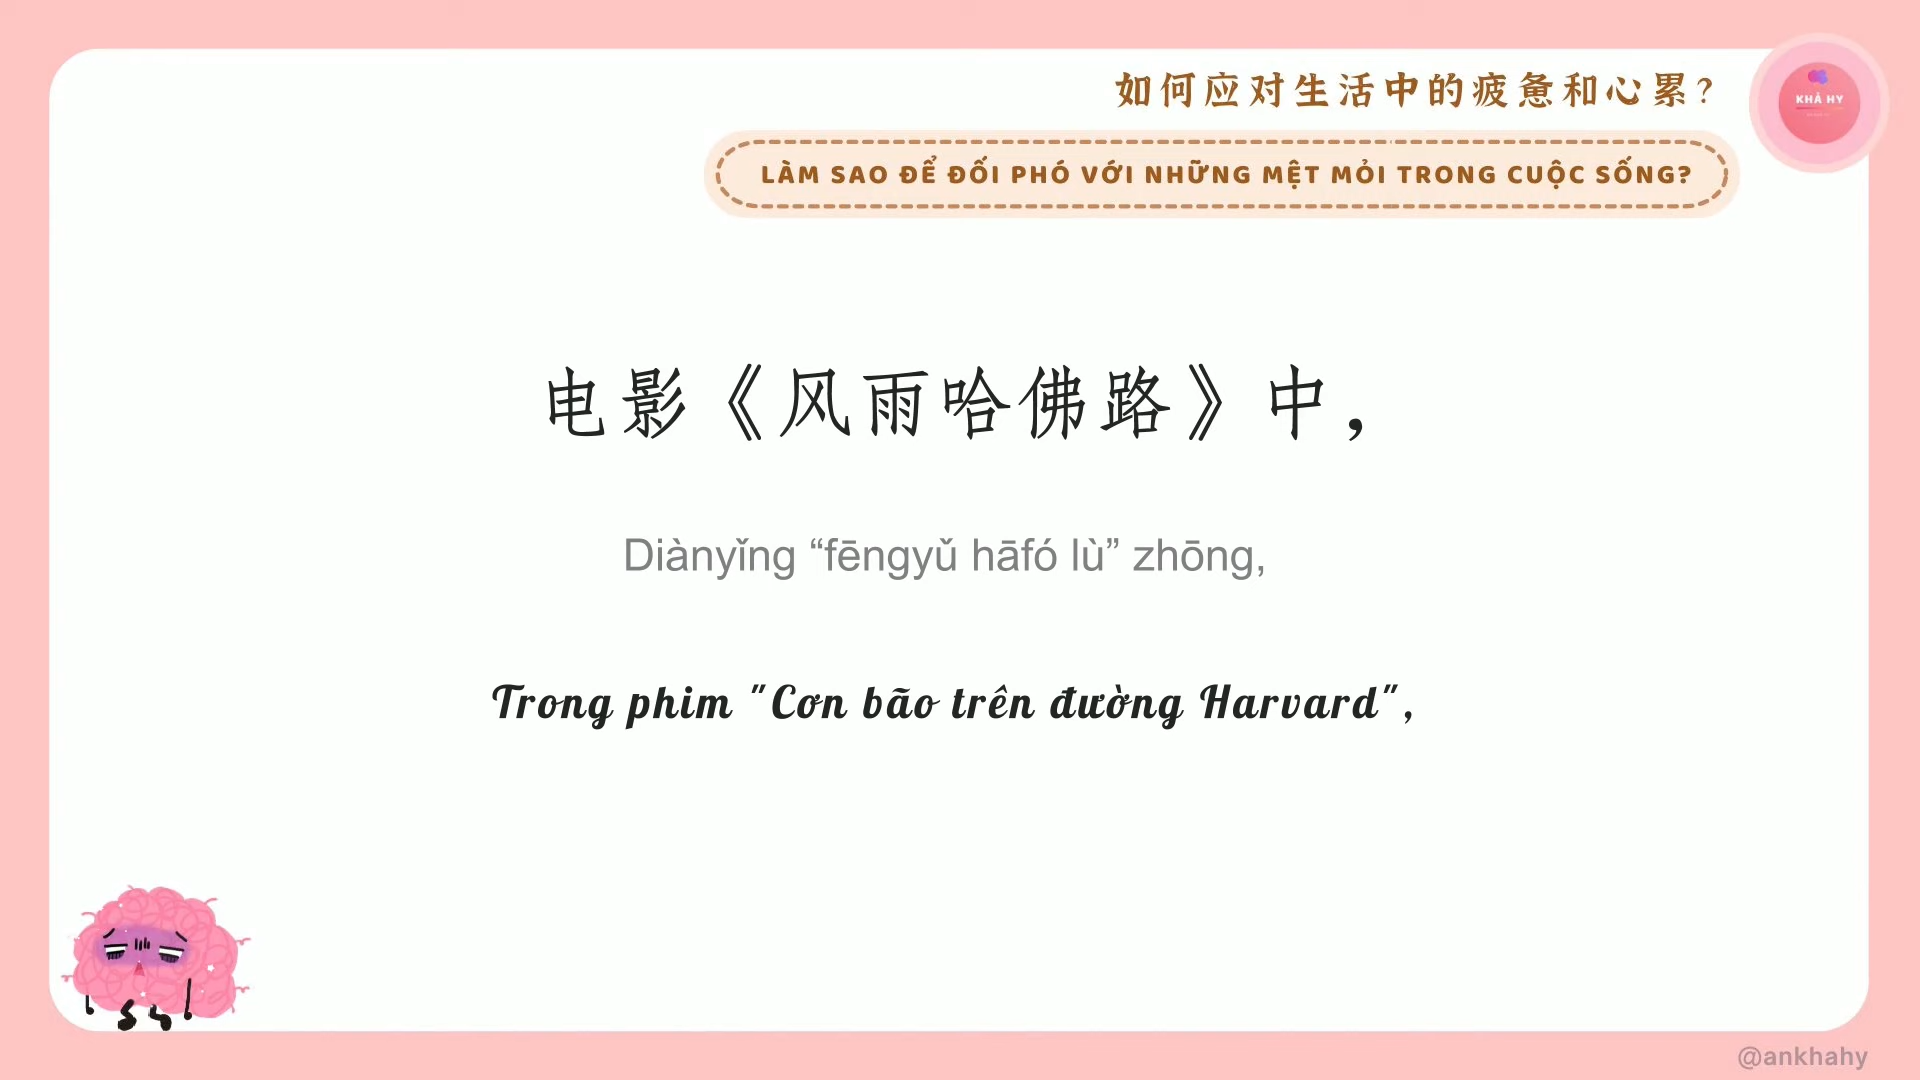 如何应对生活中的疲惫和心累?
KHẢ HY
LÀM SAO ĐỂ ĐỐI PHÓ VỚI NHỮNG MỆT MỎI TRONG CUỘC SỐNG?
电影《风雨哈佛路》中，
Diànyǐng “fēngyǔ hāfó lù” zhōng,
Trong phim "Cơn bão trên đường Harvard",
@ankhahy